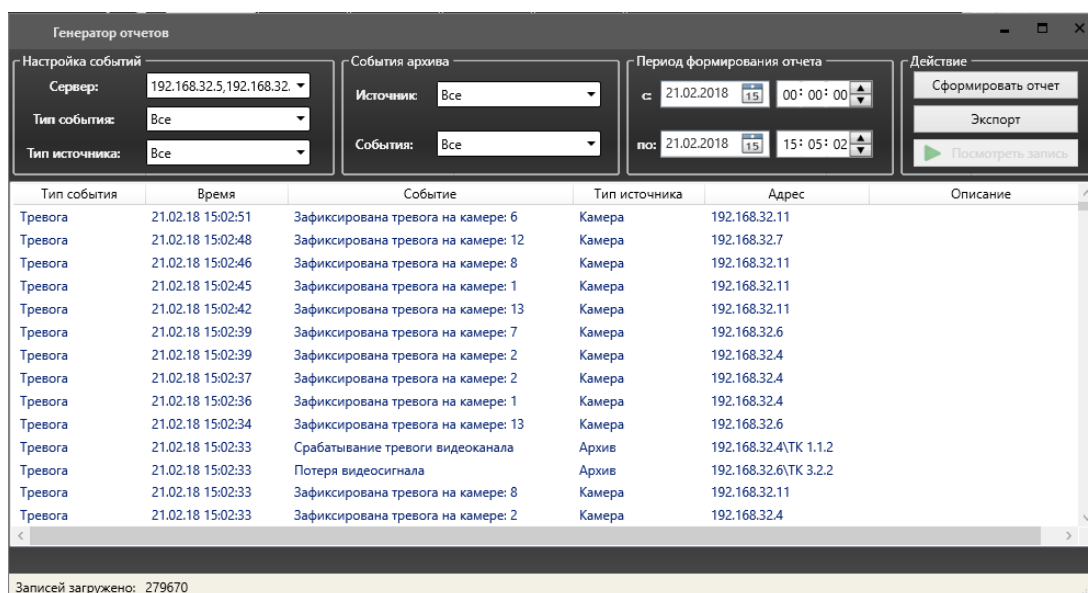 Генератор отчетов
Настройка событий
Сервер: 192.168.32.5,192.168.32.
Тип события: Все
Тип источника: Все
События архива
Источник: Все
События: Все
Период формирования отчета
с: 21.02.2018 15 00: 00: 00
по: 21.02.2018 15 15: 05: 02
Действие
Сформировать отчет
Экспорт
Посмотреть запись
Тип события Время Событие Тип источника Адрес Описание
Тревога 21.02.18 15:02:51 Зафиксирована тревога на камере: 6 Камера 192.168.32.11
Тревога 21.02.18 15:02:48 Зафиксирована тревога на камере: 12 Камера 192.168.32.7
Тревога 21.02.18 15:02:46 Зафиксирована тревога на камере: 8 Камера 192.168.32.11
Тревога 21.02.18 15:02:45 Зафиксирована тревога на камере: 1 Камера 192.168.32.11
Тревога 21.02.18 15:02:42 Зафиксирована тревога на камере: 13 Камера 192.168.32.11
Тревога 21.02.18 15:02:39 Зафиксирована тревога на камере: 7 Камера 192.168.32.6
Тревога 21.02.18 15:02:39 Зафиксирована тревога на камере: 2 Камера 192.168.32.4
Тревога 21.02.18 15:02:37 Зафиксирована тревога на камере: 2 Камера 192.168.32.4
Тревога 21.02.18 15:02:36 Зафиксирована тревога на камере: 1 Камера 192.168.32.4
Тревога 21.02.18 15:02:34 Зафиксирована тревога на камере: 13 Камера 192.168.32.6
Тревога 21.02.18 15:02:33 Срабатывание тревоги видеоканала Архив 192.168.32.4\ТК 1.1.2
Тревога 21.02.18 15:02:33 Потеря видеосигнала Архив 192.168.32.6\ТК 3.2.2
Тревога 21.02.18 15:02:33 Зафиксирована тревога на камере: 8 Камера 192.168.32.11
Тревога 21.02.18 15:02:33 Зафиксирована тревога на камере: 2 Камера 192.168.32.4
Записей загружено: 279670